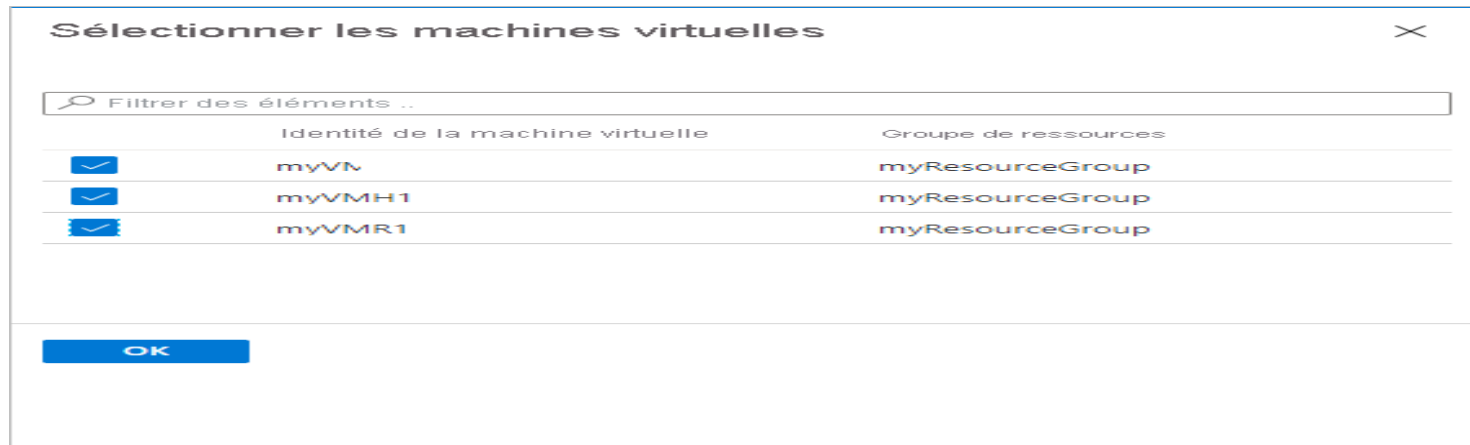 Sélectionner les machines virtuelles
Filtrer des éléments ..
Identité de la machine virtuelle Groupe de ressources
myVM myResourceGroup
myVMH1 myResourceGroup
myVMR1 myResourceGroup
OK